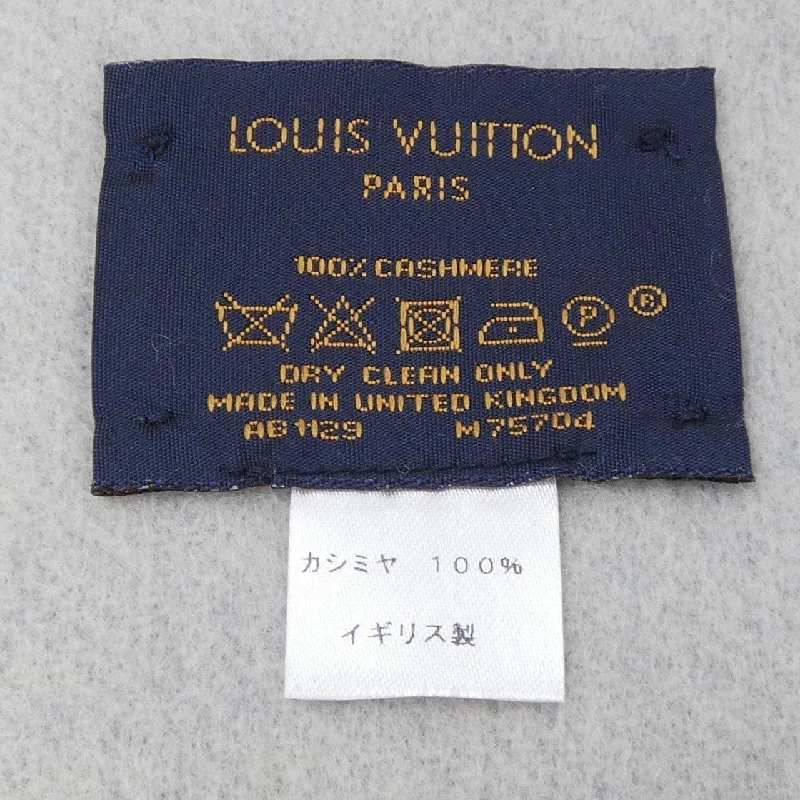 LOUIS VUITTON
PARIS
100% CASHMERE
P ®
DRY CLEAN ONLY
MADE IN UNITED KINGDOM
AB1129 M75704
カシミヤ 100%
イギリス製